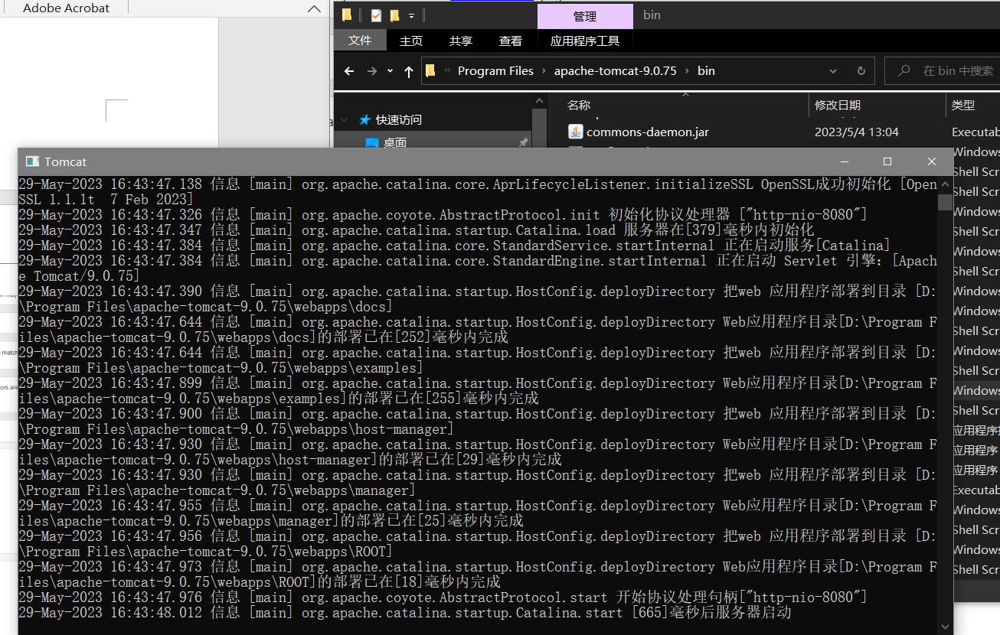 Adobe Acrobat
管理
bin
文件
主页
共享
查看
应用程序工具
Program Files
apache-tomcat-9.0.75
bin
在 bin 中搜索
名称
修改日期
类型
快速访问
桌面
commons-daemon.jar
2023/5/4 13:04
Executab
Tomcat
29-May-2023 16:43:47.138 信息 [main] org.apache.catalina.core.AprLifecycleListener.initializeSSL OpenSSL成功初始化 [Open
SSL 1.1.1t  7 Feb 2023]
29-May-2023 16:43:47.326 信息 [main] org.apache.coyote.AbstractProtocol.init 初始化协议处理器 ["http-nio-8080"]
29-May-2023 16:43:47.347 信息 [main] org.apache.catalina.startup.Catalina.load 服务器在[379]毫秒内初始化
29-May-2023 16:43:47.384 信息 [main] org.apache.catalina.core.StandardService.startInternal 正在启动服务[Catalina]
29-May-2023 16:43:47.384 信息 [main] org.apache.catalina.core.StandardEngine.startInternal 正在启动 Servlet 引擎：[Apach
e Tomcat/9.0.75]
29-May-2023 16:43:47.390 信息 [main] org.apache.catalina.startup.HostConfig.deployDirectory 把web 应用程序部署到目录 [D:
\Program Files\apache-tomcat-9.0.75\webapps\docs]
29-May-2023 16:43:47.644 信息 [main] org.apache.catalina.startup.HostConfig.deployDirectory Web应用程序目录[D:\Program F
iles\apache-tomcat-9.0.75\webapps\docs]的部署已在[252]毫秒内完成
29-May-2023 16:43:47.644 信息 [main] org.apache.catalina.startup.HostConfig.deployDirectory 把web 应用程序部署到目录 [D:
\Program Files\apache-tomcat-9.0.75\webapps\examples]
29-May-2023 16:43:47.899 信息 [main] org.apache.catalina.startup.HostConfig.deployDirectory Web应用程序目录[D:\Program F
iles\apache-tomcat-9.0.75\webapps\examples]的部署已在[255]毫秒内完成
29-May-2023 16:43:47.900 信息 [main] org.apache.catalina.startup.HostConfig.deployDirectory 把web 应用程序部署到目录 [D:
\Program Files\apache-tomcat-9.0.75\webapps\host-manager]
29-May-2023 16:43:47.930 信息 [main] org.apache.catalina.startup.HostConfig.deployDirectory Web应用程序目录[D:\Program F
iles\apache-tomcat-9.0.75\webapps\host-manager]的部署已在[29]毫秒内完成
29-May-2023 16:43:47.930 信息 [main] org.apache.catalina.startup.HostConfig.deployDirectory 把web 应用程序部署到目录 [D:
\Program Files\apache-tomcat-9.0.75\webapps\manager]
29-May-2023 16:43:47.955 信息 [main] org.apache.catalina.startup.HostConfig.deployDirectory Web应用程序目录[D:\Program F
iles\apache-tomcat-9.0.75\webapps\manager]的部署已在[25]毫秒内完成
29-May-2023 16:43:47.956 信息 [main] org.apache.catalina.startup.HostConfig.deployDirectory 把web 应用程序部署到目录 [D:
\Program Files\apache-tomcat-9.0.75\webapps\ROOT]
29-May-2023 16:43:47.973 信息 [main] org.apache.catalina.startup.HostConfig.deployDirectory Web应用程序目录[D:\Program F
iles\apache-tomcat-9.0.75\webapps\ROOT]的部署已在[18]毫秒内完成
29-May-2023 16:43:47.976 信息 [main] org.apache.coyote.AbstractProtocol.start 开始协议处理句柄["http-nio-8080"]
29-May-2023 16:43:48.012 信息 [main] org.apache.catalina.startup.Catalina.start [665]毫秒后服务器启动
Windows
Shell Scr
Shell Scr
Windows
Shell Scr
Windows
Shell Scr
Windows
Windows
Shell Scr
Windows
Shell Scr
Windows
Shell Scr
应用程序
应用程序
应用程序
Executab
Windows
Shell Scr
Windows
Shell Scr
match
ors are